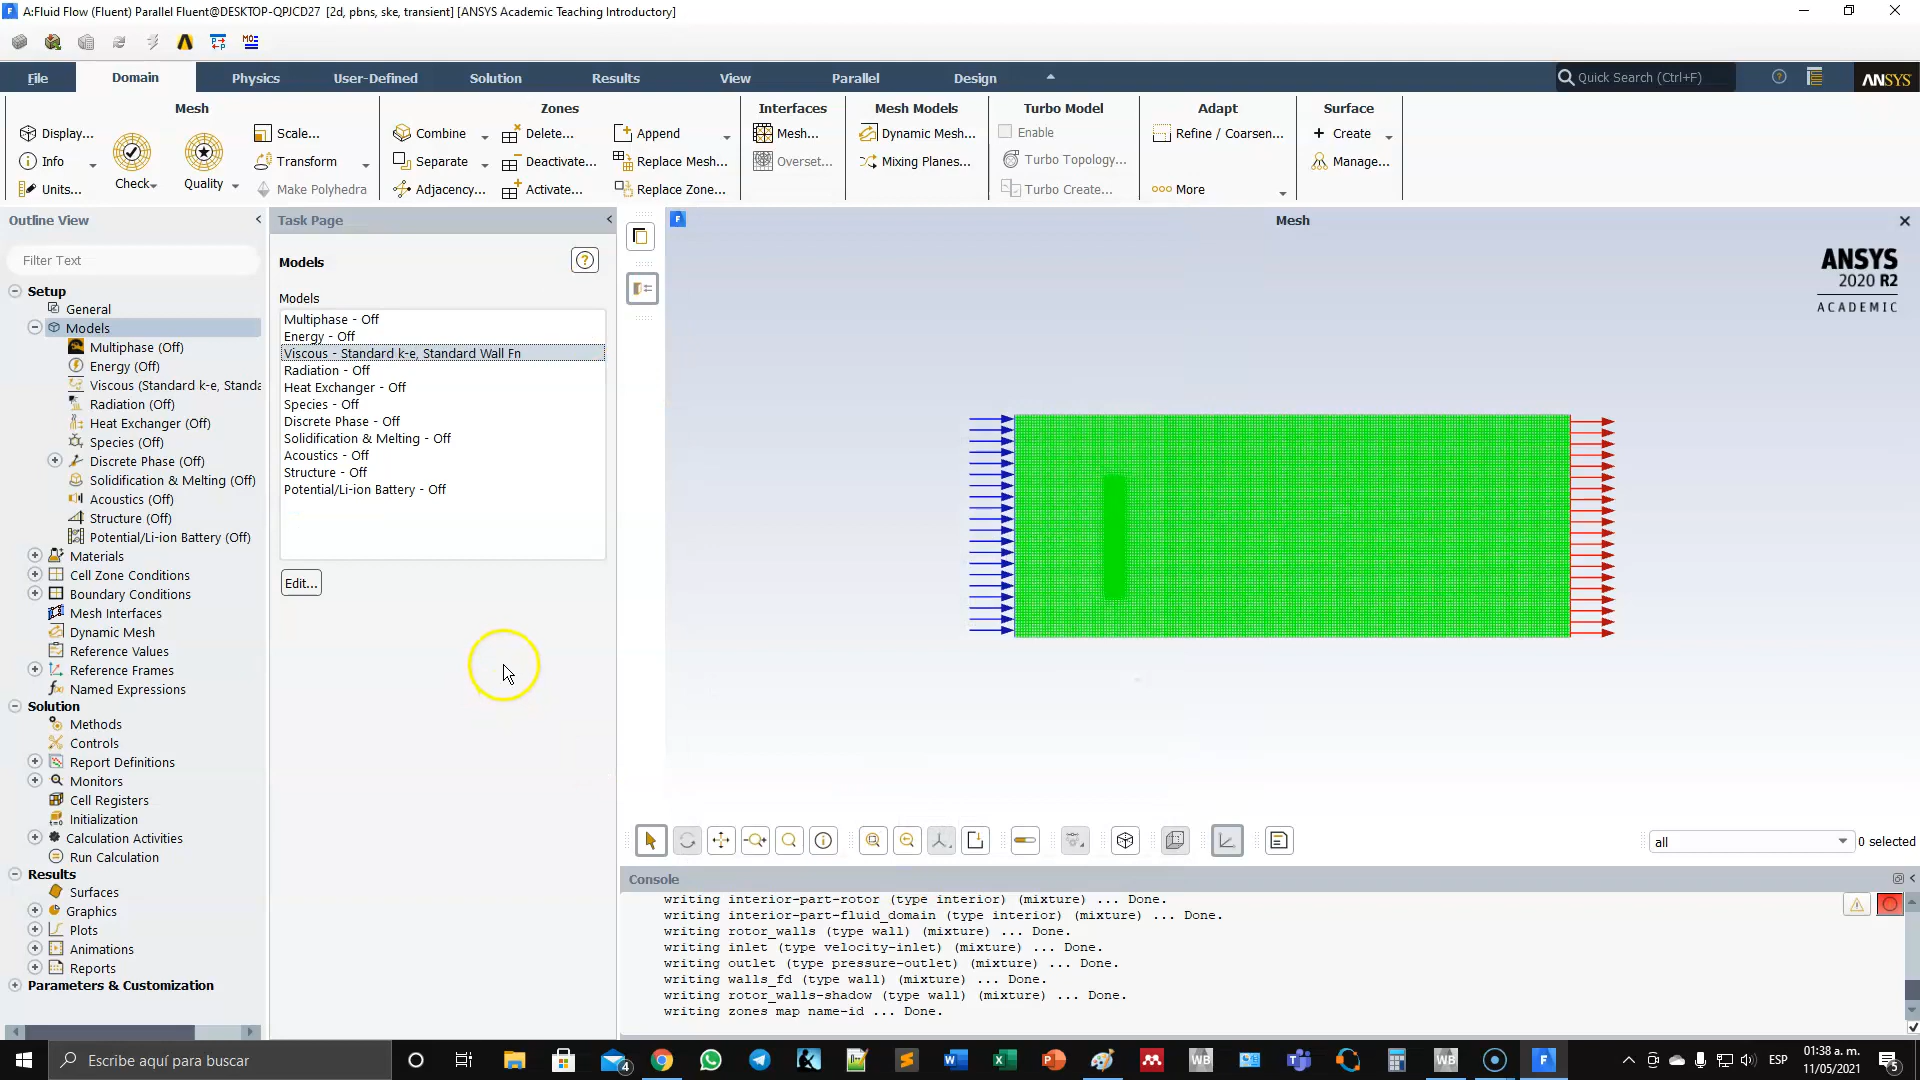 A:Fluid Flow (Fluent) Parallel Fluent@DESKTOP-QPJCD27 [2d, pbns, ske, transient] [ANSYS Academic Teaching Introductory]
File Domain Physics User-Defined Solution Results View Parallel Design Quick Search (Ctrl+F) ANSYS
Mesh Zones Interfaces Mesh Models Turbo Model Adapt Surface
Display... Scale... Combine Delete... Append Mesh... Dynamic Mesh... Enable Refine / Coarsen... Create
Info Transform Separate Deactivate... Replace Mesh... Overset... Mixing Planes... Turbo Topology... Manage...
Check Quality
Units... Make Polyhedra Adjacency... Activate... Replace Zone... Turbo Create... More
Outline View
Filter Text
Setup
General
Models
Multiphase (Off)
Energy (Off)
Viscous (Standard k-e, Standa
Radiation (Off)
Heat Exchanger (Off)
Species (Off)
Discrete Phase (Off)
Solidification & Melting (Off)
Acoustics (Off)
Structure (Off)
Potential/Li-ion Battery (Off)
Materials
Cell Zone Conditions
Boundary Conditions
Mesh Interfaces
Dynamic Mesh
Reference Values
Reference Frames
Named Expressions
Solution
Methods
Controls
Report Definitions
Monitors
Cell Registers
Initialization
Calculation Activities
Run Calculation
Results
Surfaces
Graphics
Plots
Animations
Reports
Parameters & Customization
Task Page
Models
Models
Multiphase - Off
Energy - Off
Viscous - Standard k-e, Standard Wall Fn
Radiation - Off
Heat Exchanger - Off
Species - Off
Discrete Phase - Off
Solidification & Melting - Off
Acoustics - Off
Structure - Off
Potential/Li-ion Battery - Off
Edit...
Mesh
ANSYS
2020 R2
ACADEMIC
all 0 selected
Console
writing interior-part-rotor (type interior) (mixture) ... Done.
writing interior-part-fluid_domain (type interior) (mixture) ... Done.
writing rotor_walls (type wall) (mixture) ... Done.
writing inlet (type velocity-inlet) (mixture) ... Done.
writing outlet (type pressure-outlet) (mixture) ... Done.
writing walls_fd (type wall) (mixture) ... Done.
writing rotor_walls-shadow (type wall) (mixture) ... Done.
writing zones map name-id ... Done.
Escribe aquí para buscar
4
ESP
01:38 a. m.
11/05/2021
5